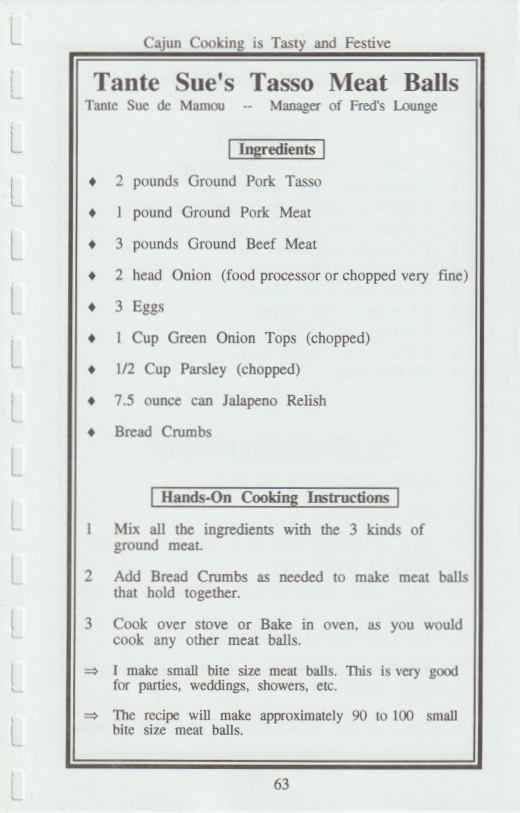 Cajun Cooking is Tasty and Festive
Tante Sue's Tasso Meat Balls
Tante Sue de Mamou -- Manager of Fred's Lounge
Ingredients
♦ 2 pounds Ground Pork Tasso
♦ 1 pound Ground Pork Meat
♦ 3 pounds Ground Beef Meat
♦ 2 head Onion (food processor or chopped very fine)
♦ 3 Eggs
♦ 1 Cup Green Onion Tops (chopped)
♦ 1/2 Cup Parsley (chopped)
♦ 7.5 ounce can Jalapeno Relish
♦ Bread Crumbs
Hands-On Cooking Instructions
1 Mix all the ingredients with the 3 kinds of
ground meat.
2 Add Bread Crumbs as needed to make meat balls
that hold together.
3 Cook over stove or Bake in oven, as you would
cook any other meat balls.
⇒ I make small bite size meat balls. This is very good
for parties, weddings, showers, etc.
⇒ The recipe will make approximately 90 to 100 small
bite size meat balls.
63